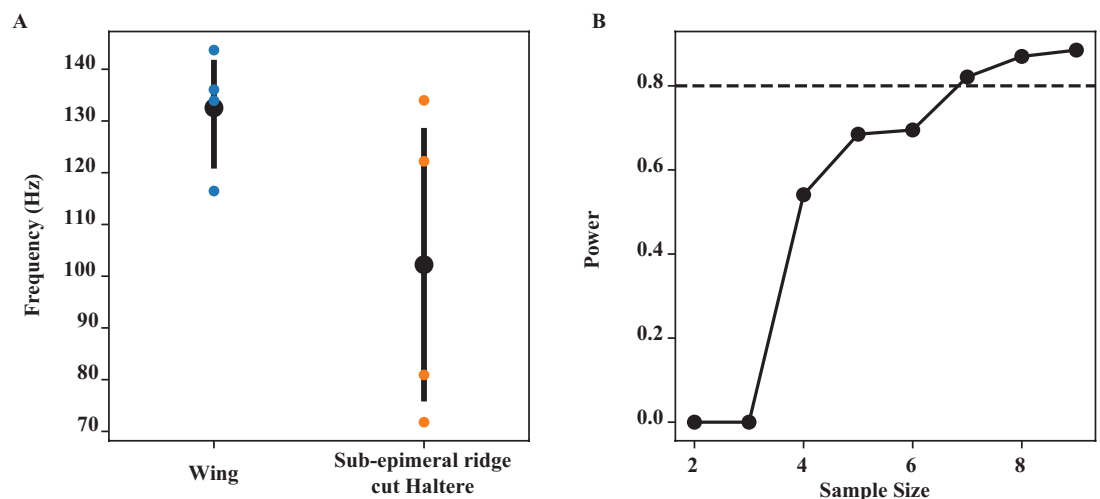 A
Frequency (Hz)
140
130
120
110
100
90
80
70
Wing
Sub-epimeral ridge
cut Haltere
B
Power
0.8
0.6
0.4
0.2
0.0
2
4
6
8
Sample Size